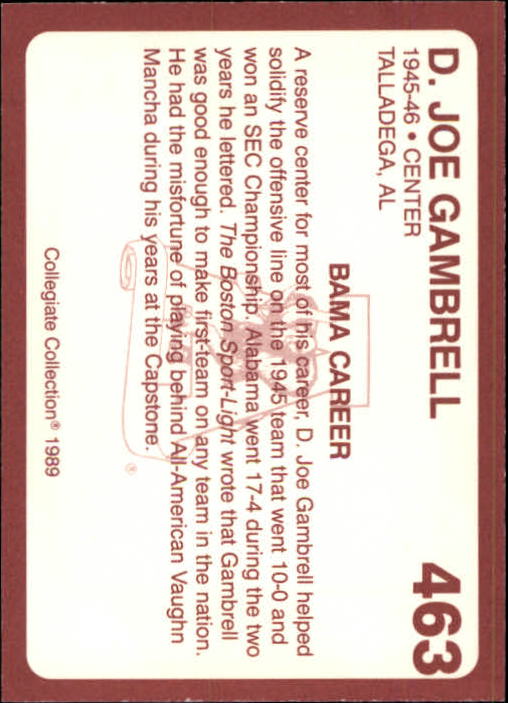 D. JOE GAMBRELL 463
1945-46 • CENTER
TALLADEGA, AL
BAMA CAREER
A reserve center for most of his career, D. Joe Gambrell helped
solidify the offensive line on the 1945 team that went 10-0 and
won an SEC Championship. Alabama went 17-4 during the two
years he lettered. The Boston Sport-Light wrote that Gambrell
was good enough to make first-team on any team in the nation.
He had the misfortune of playing behind All-American Vaughn
Mancha during his years at the Capstone.
®
Collegiate Collection® 1989